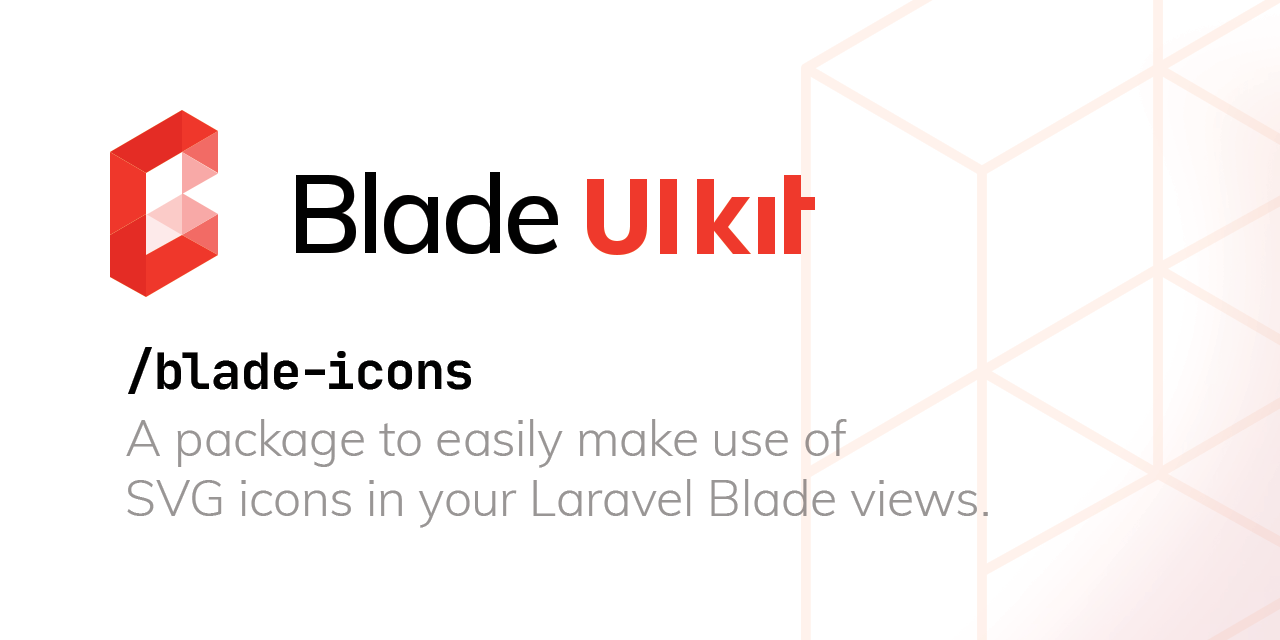 Blade UI kit
/blade-icons
A package to easily make use of
SVG icons in your Laravel Blade views.